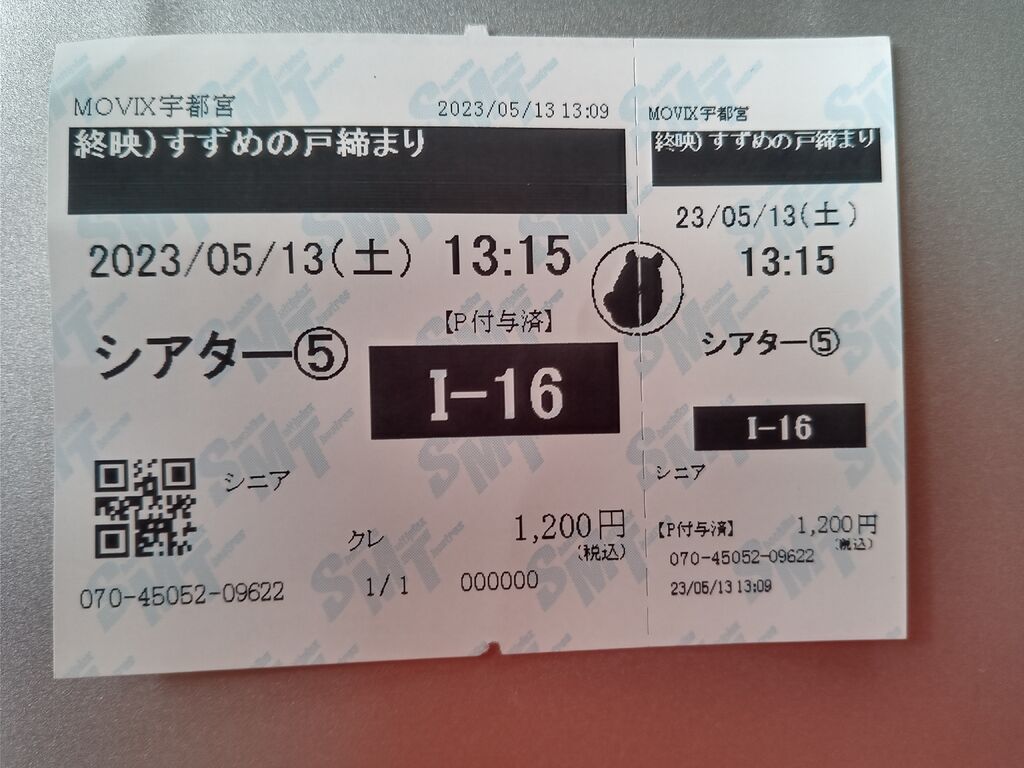 MOVIX宇都宮 2023/05/13 13:09
終映)すずめの戸締まり
2023/05/13(土) 13:15
【P付与済】
シアター⑤
I-16
シニア
クレ
1,200円
(税込)
070-45052-09622 1/1 000000
MOVIX宇都宮
終映)すずめの戸締まり
23/05/13(土)
13:15
シアター⑤
I-16
シニア
【P付与済】 1,200円
(税込)
070-45052-09622
23/05/13 13:09
SMT